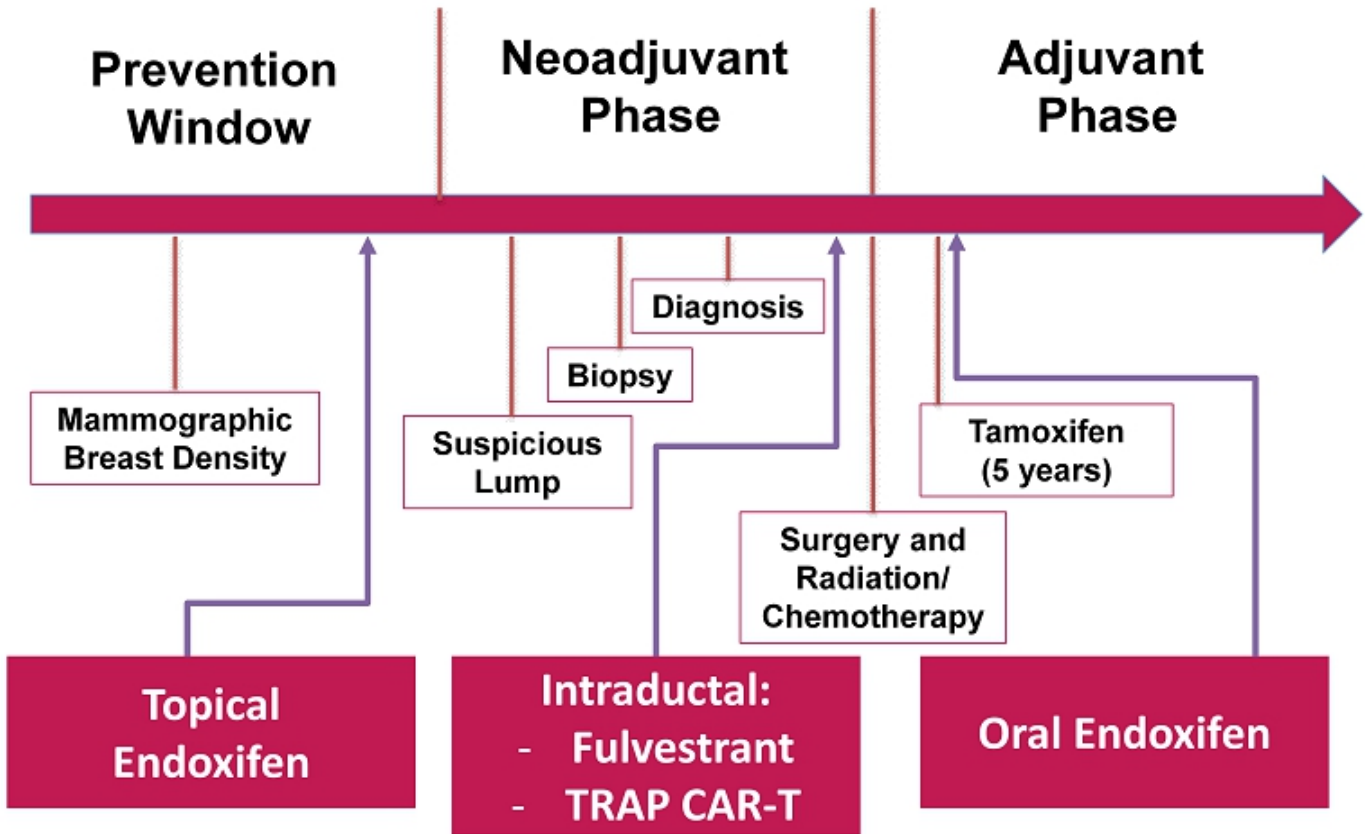 Prevention
Window
Neoadjuvant
Phase
Adjuvant
Phase
Diagnosis
Biopsy
Mammographic
Breast Density
Suspicious
Lump
Tamoxifen
(5 years)
Surgery and
Radiation/
Chemotherapy
Topical
Endoxifen
Intraductal:
- Fulvestrant
- TRAP CAR-T
Oral Endoxifen